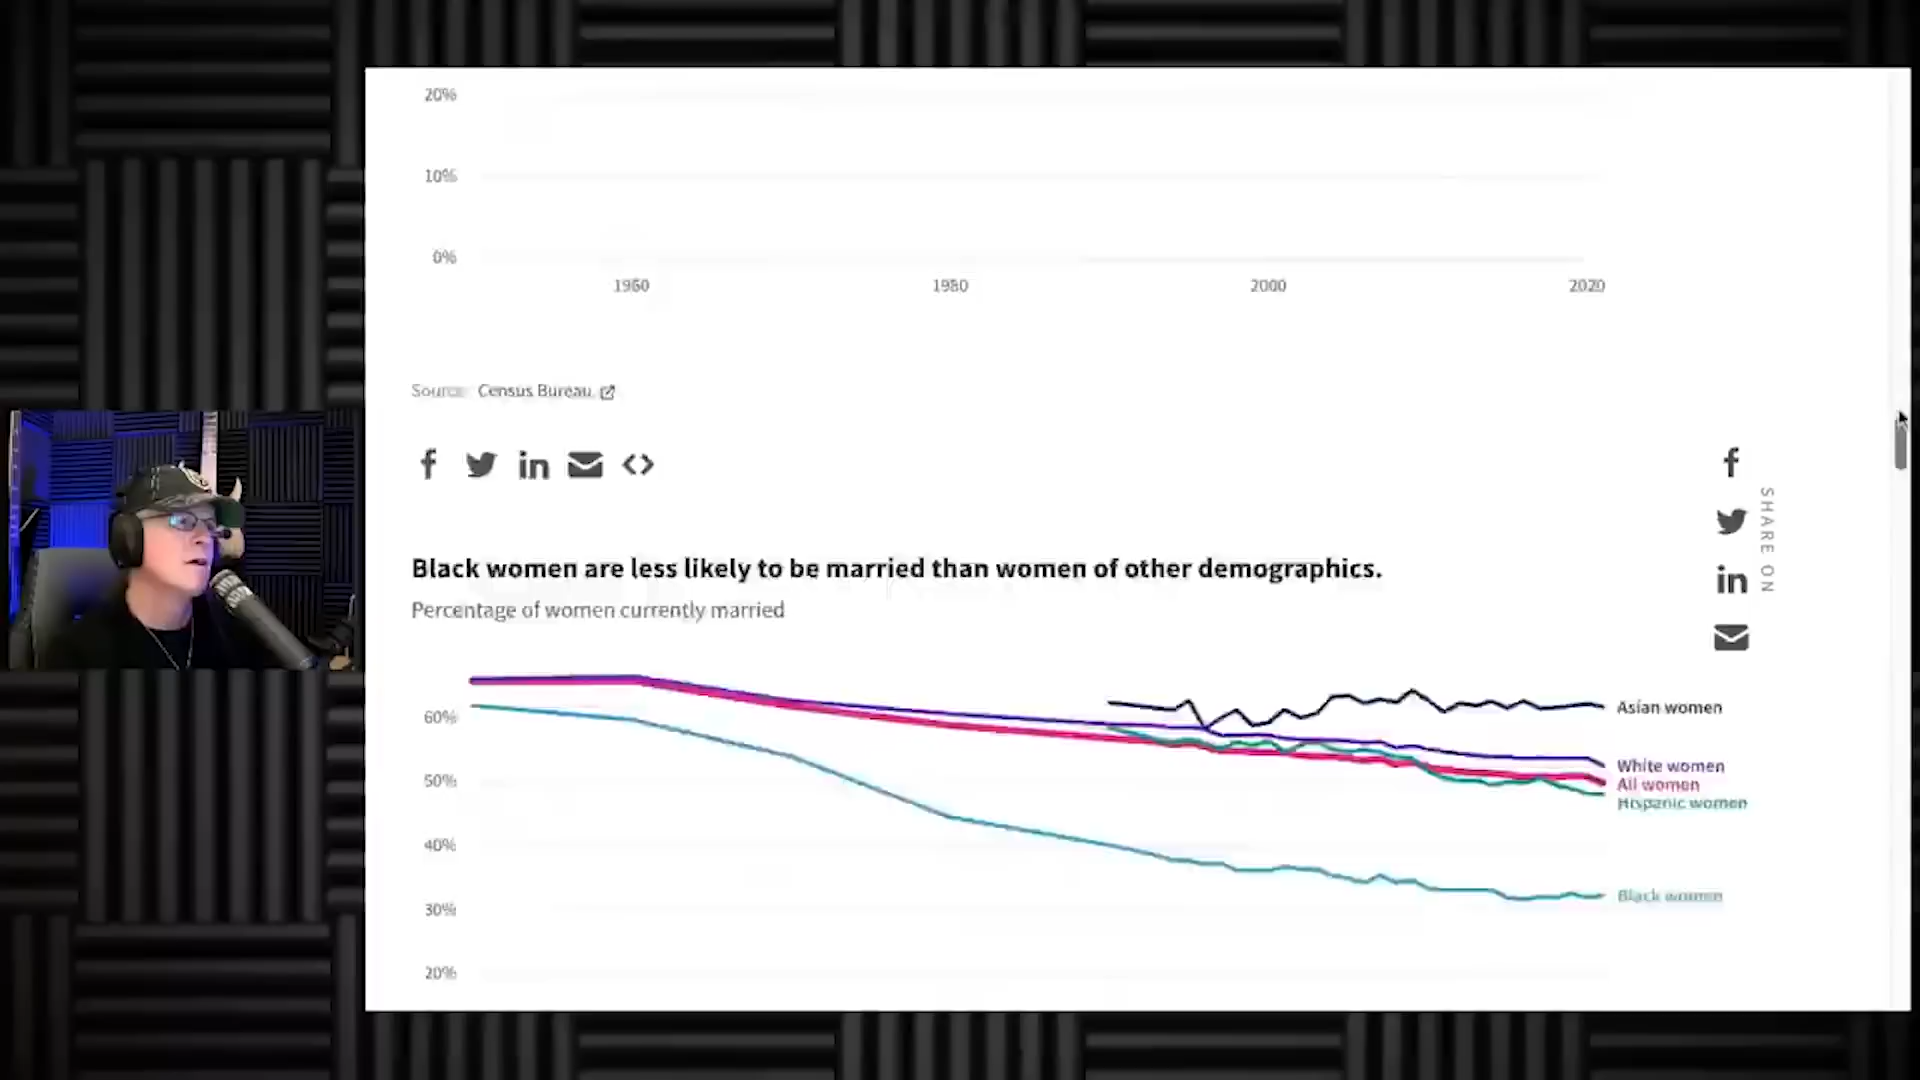 20%
10%
0%
1960
1980
2000
2020
Source: Census Bureau
f in <>
f
in
SHARE ON
Black women are less likely to be married than women of other demographics.
Percentage of women currently married
60%
50%
40%
30%
20%
Asian women
White women
All women
Hispanic women
Black women